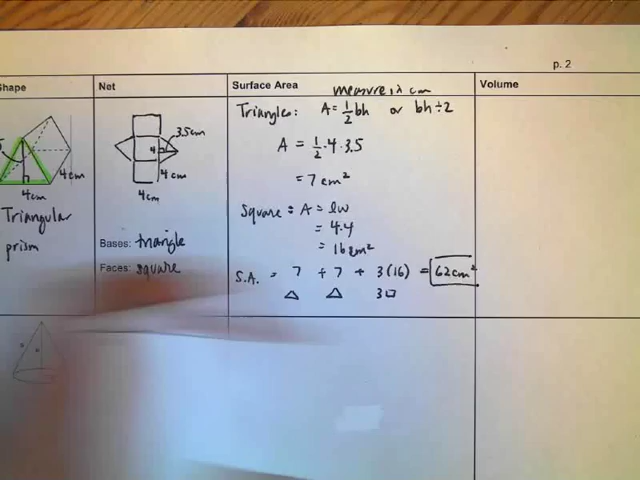 p. 2
Shape
Net
Surface Area
measure in cm
Volume
Triangles: A = 1/2 bh or bh ÷ 2
A = 1/2 · 4 · 3.5
= 7 cm²
Square: A = lw
= 4·4
= 16 cm²
S.A. = 7 + 7 + 3(16) = 62 cm²
△ △ 3□
3.5cm
4
4cm
4cm
4cm
4cm
Triangular
prism
Bases: triangle
Faces: square